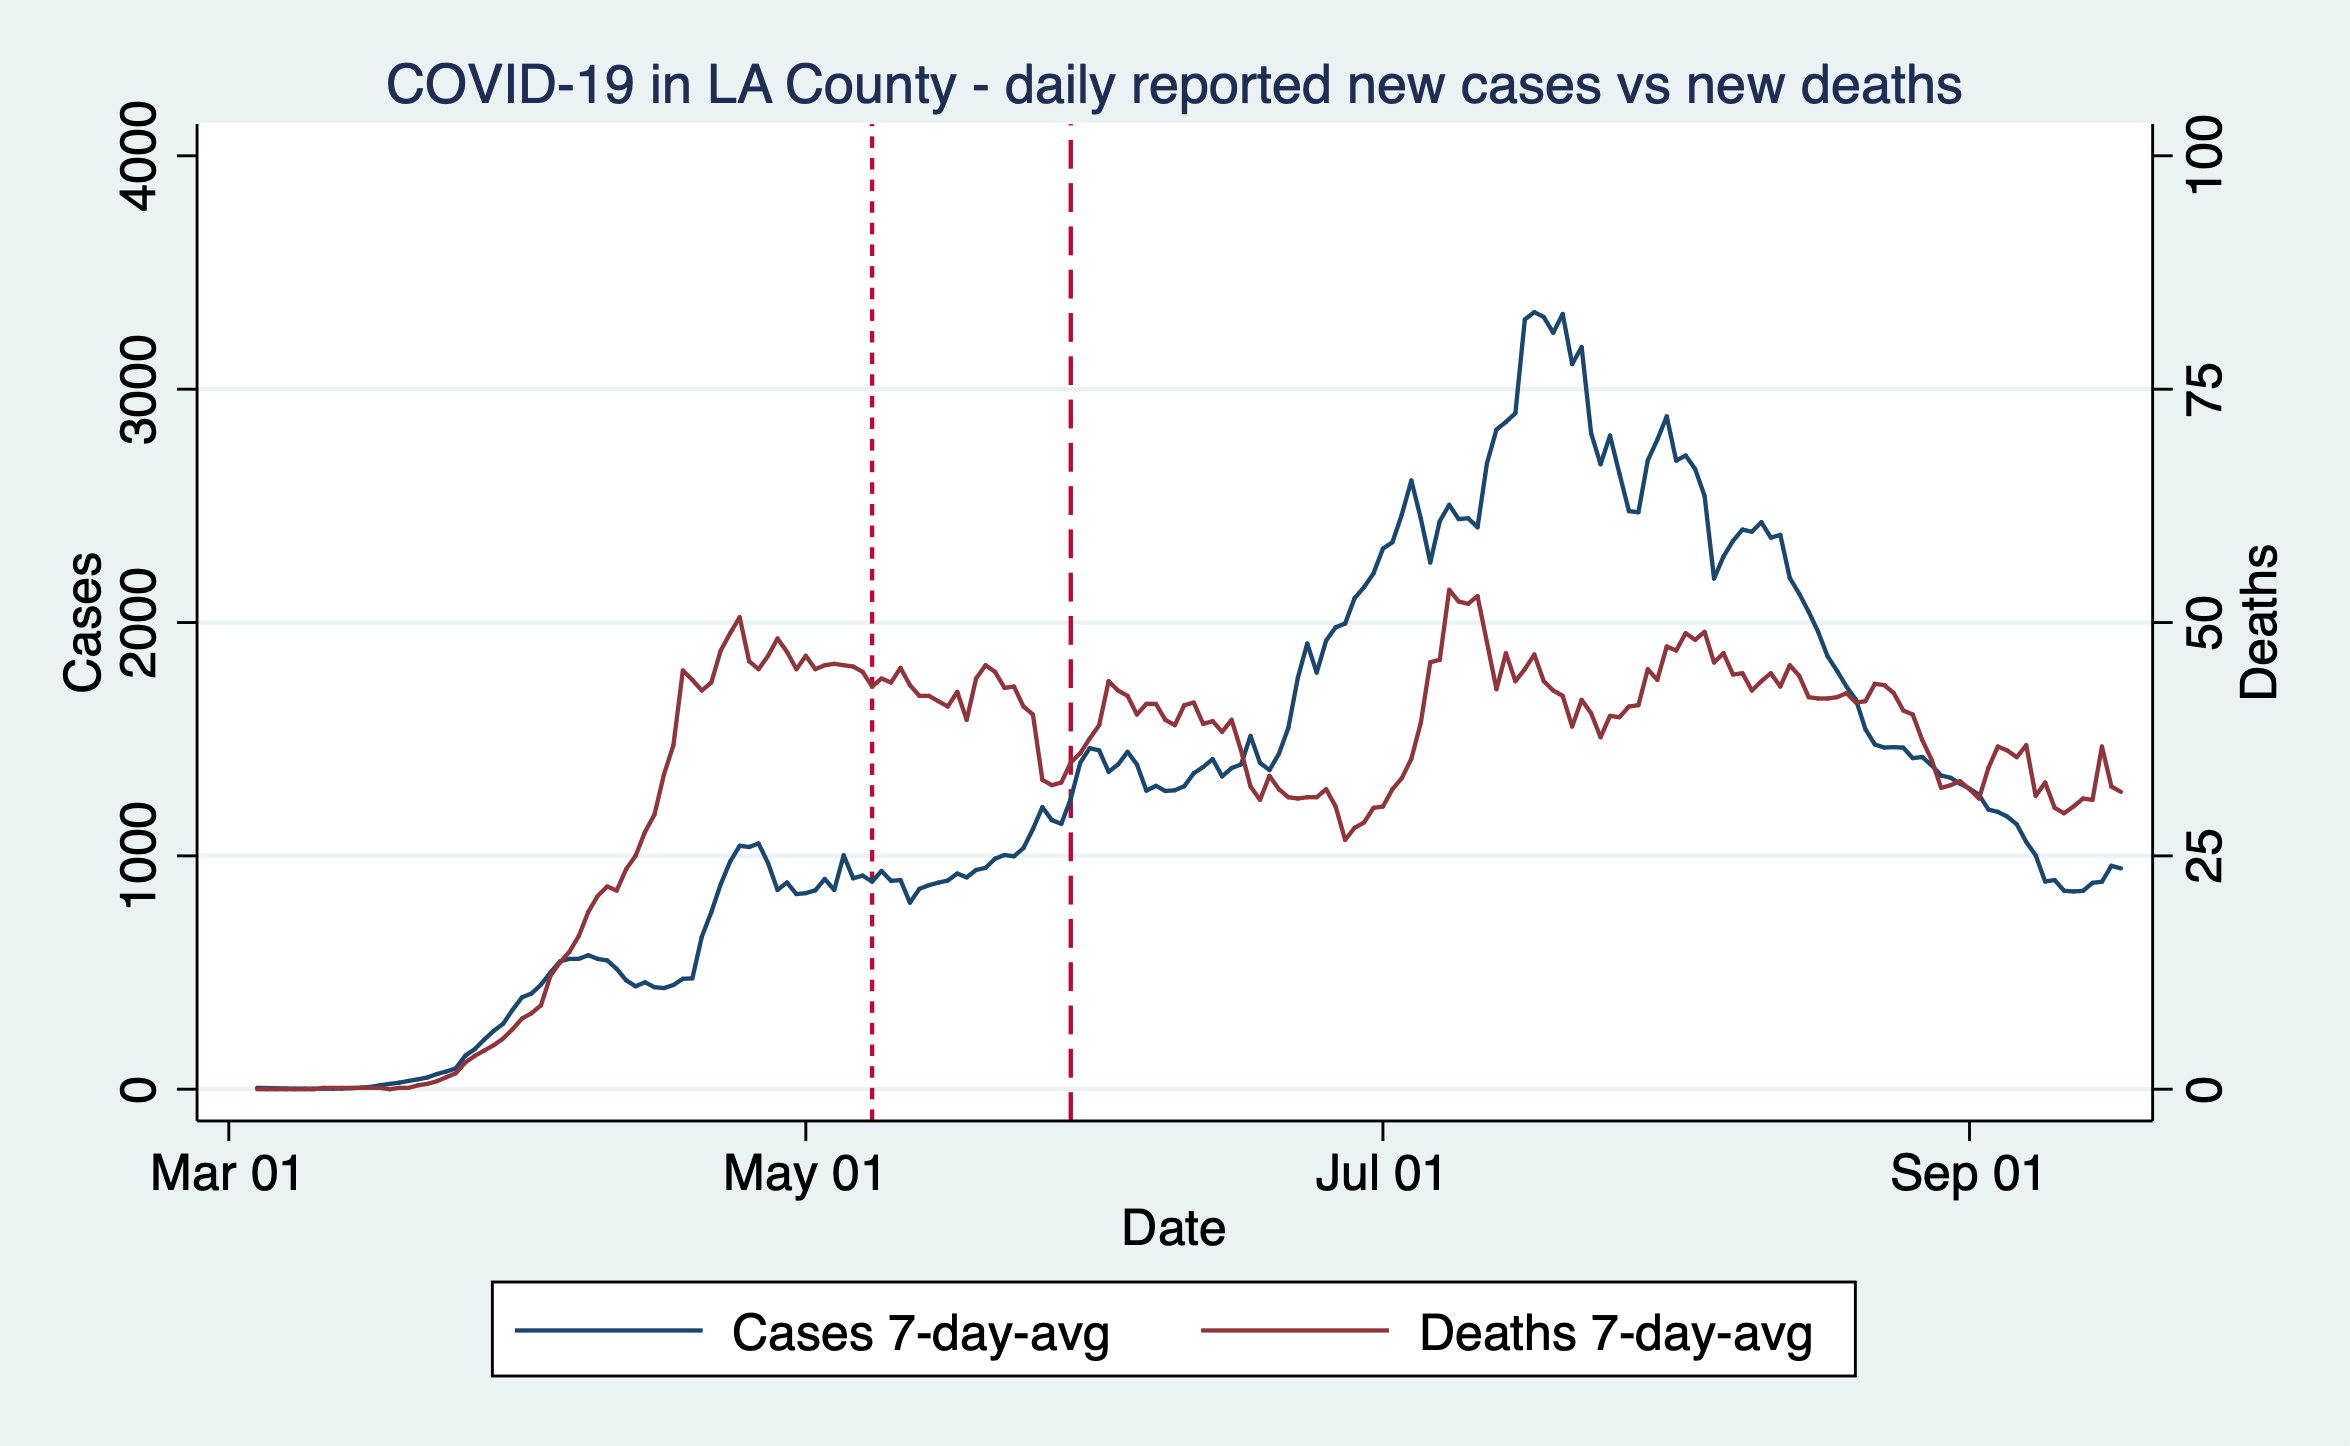 COVID-19 in LA County - daily reported new cases vs new deaths
Cases
4000
3000
2000
1000
0
100
75
50
25
0
Deaths
Mar 01
May 01
Jul 01
Sep 01
Date
Cases 7-day-avg
Deaths 7-day-avg